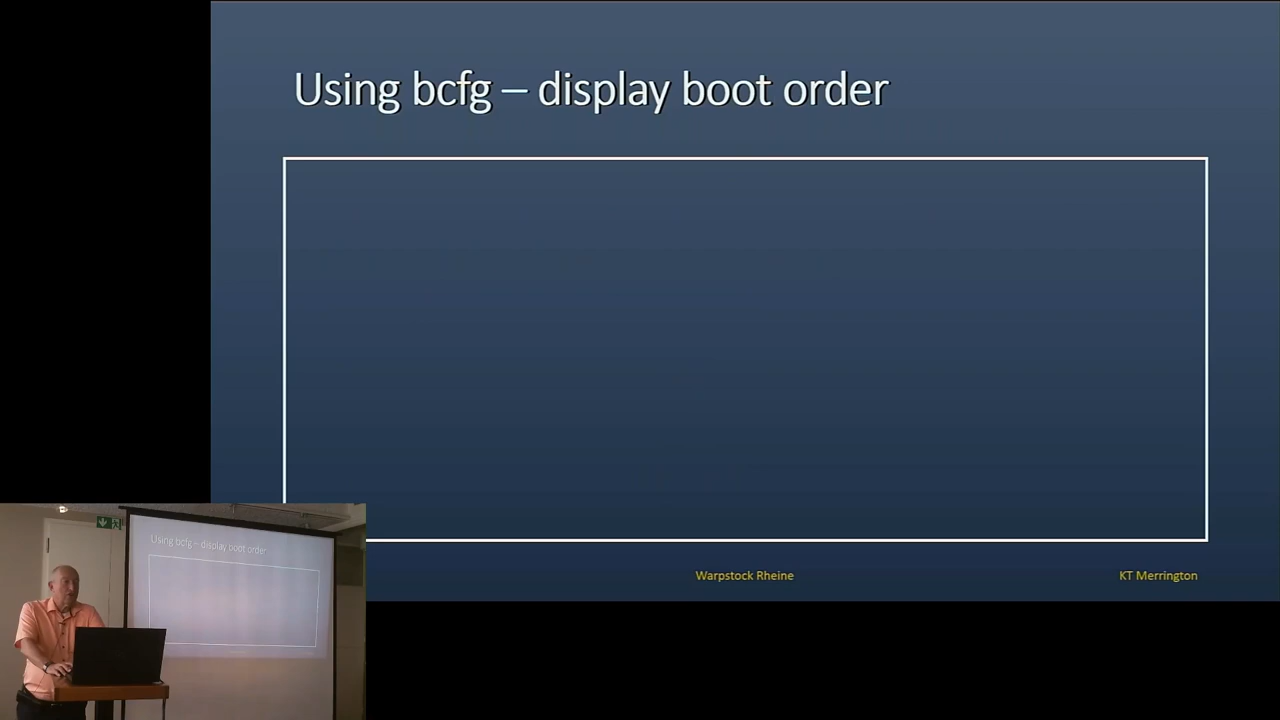 Using bcfg – display boot order
Warpstock Rheine
KT Merrington
Using bcfg – display boot order